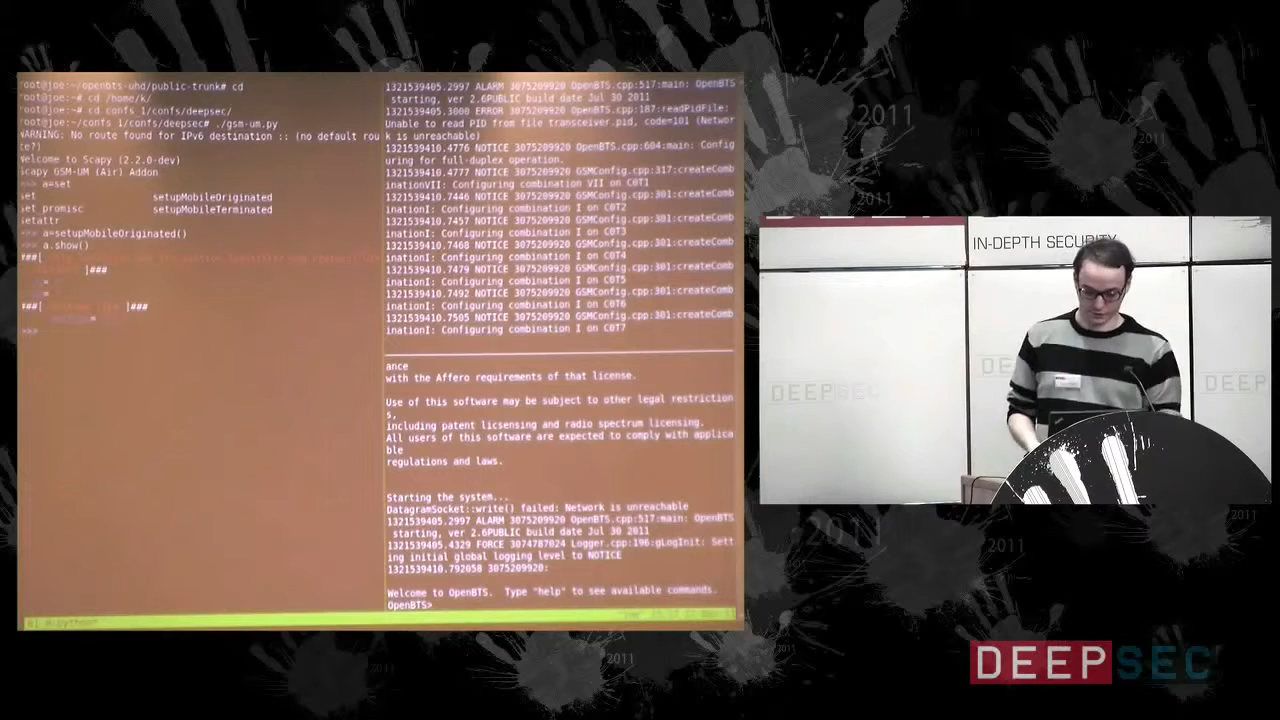 root@joe:~/openbts-uhd/public-trunk# cd
root@joe:~# cd /home/k/
root@joe:~# cd confs_1/confs/deepsec/
root@joe:~/confs_1/confs/deepsec# ./gsm-um.py
WARNING: No route found for IPv6 destination :: (no default rou
te?)
Welcome to Scapy (2.2.0-dev)
Scapy GSM-UM (Air) Addon
>>> a=set
set setupMobileOriginated
set_promisc setupMobileTerminated
setattr
>>> a=setupMobileOriginated()
>>> a.show()
###[
]###
=
=
###[ ]###
=
>>>
1321539405.2997 ALARM 3075209920 OpenBTS.cpp:517:main: OpenBTS
starting, ver 2.6PUBLIC build date Jul 30 2011
1321539405.3000 ERROR 3075209920 OpenBTS.cpp:187:readPidFile:
Unable to read PID from file transceiver.pid, code=101 (Networ
k is unreachable)
1321539410.4776 NOTICE 3075209920 OpenBTS.cpp:604:main: Config
uring for full-duplex operation.
1321539410.4777 NOTICE 3075209920 GSMConfig.cpp:317:createComb
inationVII: Configuring combination VII on C0T1
1321539410.7446 NOTICE 3075209920 GSMConfig.cpp:301:createComb
inationI: Configuring combination I on C0T2
1321539410.7457 NOTICE 3075209920 GSMConfig.cpp:301:createComb
inationI: Configuring combination I on C0T3
1321539410.7468 NOTICE 3075209920 GSMConfig.cpp:301:createComb
inationI: Configuring combination I on C0T4
1321539410.7479 NOTICE 3075209920 GSMConfig.cpp:301:createComb
inationI: Configuring combination I on C0T5
1321539410.7492 NOTICE 3075209920 GSMConfig.cpp:301:createComb
inationI: Configuring combination I on C0T6
1321539410.7505 NOTICE 3075209920 GSMConfig.cpp:301:createComb
inationI: Configuring combination I on C0T7
ance
with the Affero requirements of that license.
Use of this software may be subject to other legal restriction
s,
including patent licsensing and radio spectrum licensing.
All users of this software are expected to comply with applica
ble
regulations and laws.
Starting the system...
DatagramSocket::write() failed: Network is unreachable
1321539405.2997 ALARM 3075209920 OpenBTS.cpp:517:main: OpenBTS
starting, ver 2.6PUBLIC build date Jul 30 2011
1321539405.4329 FORCE 3074787024 Logger.cpp:196:gLogInit: Sett
ing initial global logging level to NOTICE
1321539410.792058 3075209920:
Welcome to OpenBTS. Type "help" to see available commands.
OpenBTS>
IN-DEPTH SECURITY
DEEPSEC
DEEPSEC
DEEP
2011
2011
2011
2011
2011
2011
2011
DEEPSEC